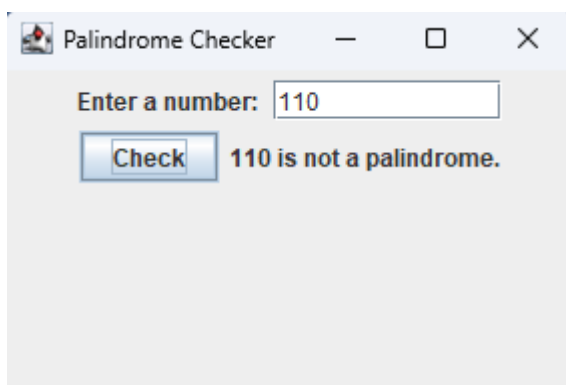 Palindrome Checker
Enter a number: 110
Check 110 is not a palindrome.